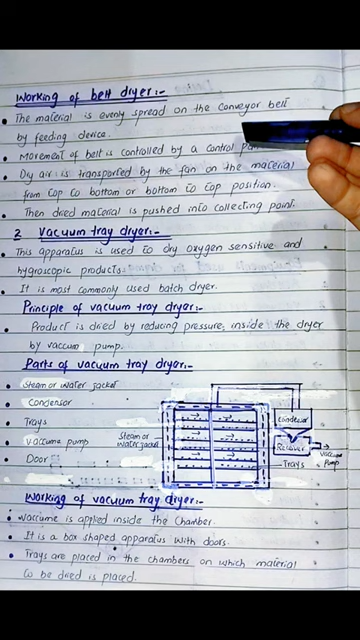 Working of belt dryer:-
• The material is evenly spread on the conveyor belt
by feeding device.
• Movement of belt is controlled by a control
• Dry air is transported by the fan on the material
from top to bottom or bottom to top position.
• Then dried material is pushed into collecting point.
2. Vacuum tray dryer:-
• This apparatus is used to dry oxygen sensitive and
hygroscopic products.
• It is most commonly used batch dryer.
Principle of vacuum tray dryer:-
• Product is dried by reducing pressure, inside the dryer
by vaccum pump.
Parts of vacuum tray dryer:-
• Steam or water jacket
• Condensor
• Trays
• vaccume pump
• Door
Steam or
water jacket
Condensor
Reciever
vaccume
pump
Trays
Working of vacuum tray dryer:-
• Vaccume is applied inside the chamber.
• It is a box shaped apparatus with doors.
• Trays are placed in the chambers on which material
to be dried is placed.